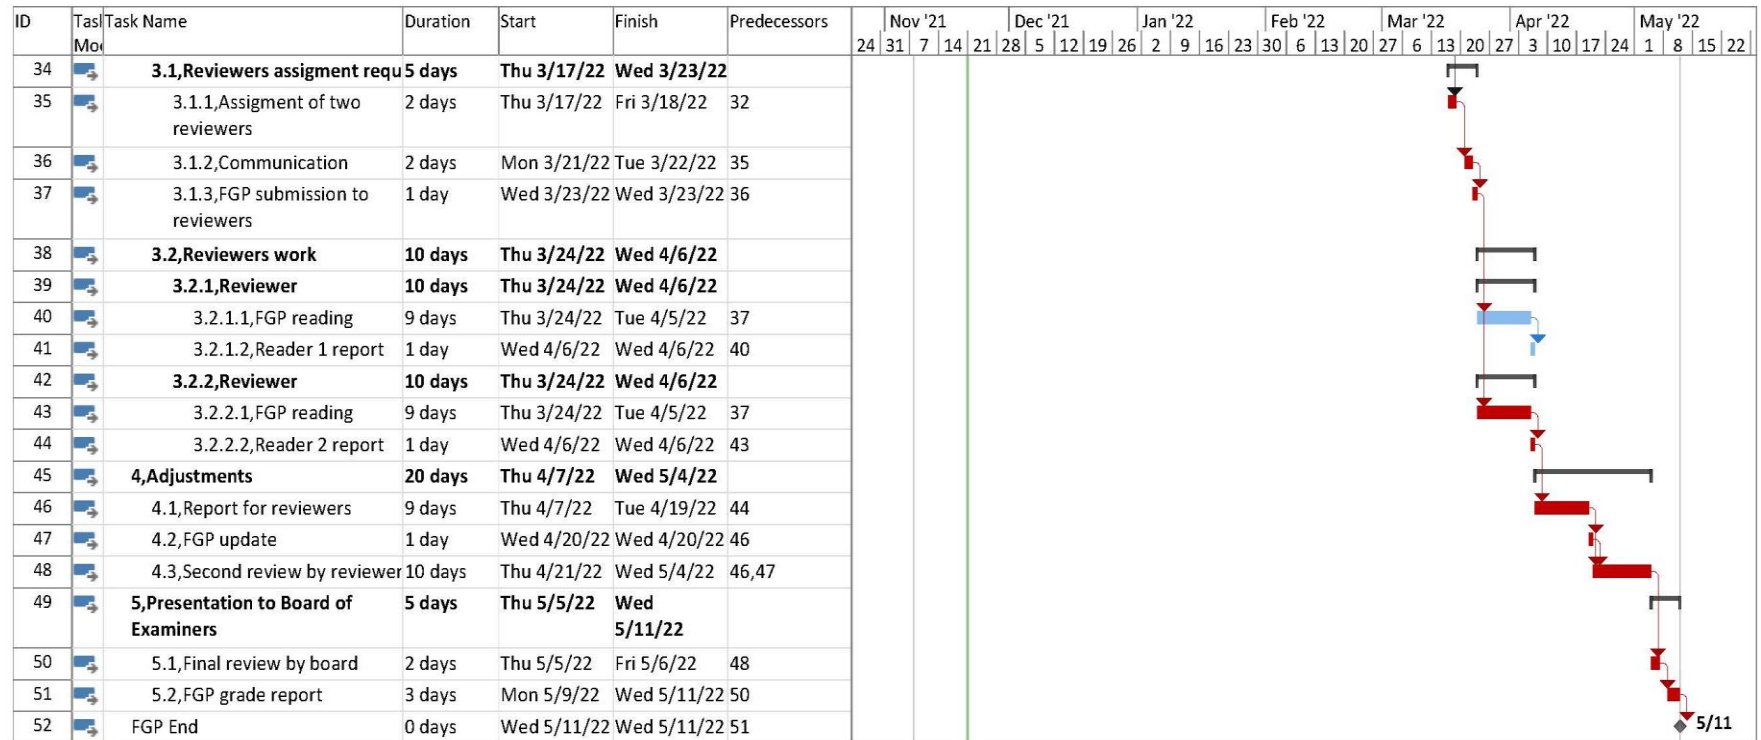 ID Task Name Duration Start Finish Predecessors Nov '21 Dec '21 Jan '22 Feb '22 Mar '22 Apr '22 May '22
24 31 7 14 21 28 5 12 19 26 2 9 16 23 30 6 13 20 27 6 13 20 27 3 10 17 24 1 8 15 22
34 3.1,Reviewers assigment requ 5 days Thu 3/17/22 Wed 3/23/22
35 3.1.1,Assigment of two 2 days Thu 3/17/22 Fri 3/18/22 32
reviewers
36 3.1.2,Communication 2 days Mon 3/21/22 Tue 3/22/22 35
37 3.1.3,FGP submission to 1 day Wed 3/23/22 Wed 3/23/22 36
reviewers
38 3.2,Reviewers work 10 days Thu 3/24/22 Wed 4/6/22
39 3.2.1,Reviewer 10 days Thu 3/24/22 Wed 4/6/22
40 3.2.1.1,FGP reading 9 days Thu 3/24/22 Tue 4/5/22 37
41 3.2.1.2,Reader 1 report 1 day Wed 4/6/22 Wed 4/6/22 40
42 3.2.2,Reviewer 10 days Thu 3/24/22 Wed 4/6/22
43 3.2.2.1,FGP reading 9 days Thu 3/24/22 Tue 4/5/22 37
44 3.2.2.2,Reader 2 report 1 day Wed 4/6/22 Wed 4/6/22 43
45 4,Adjustments 20 days Thu 4/7/22 Wed 5/4/22
46 4.1,Report for reviewers 9 days Thu 4/7/22 Tue 4/19/22 44
47 4.2,FGP update 1 day Wed 4/20/22 Wed 4/20/22 46
48 4.3,Second review by reviewer 10 days Thu 4/21/22 Wed 5/4/22 46,47
49 5,Presentation to Board of 5 days Thu 5/5/22 Wed
Examiners 5/11/22
50 5.1,Final review by board 2 days Thu 5/5/22 Fri 5/6/22 48
51 5.2,FGP grade report 3 days Mon 5/9/22 Wed 5/11/22 50
52 FGP End 0 days Wed 5/11/22 Wed 5/11/22 51 5/11